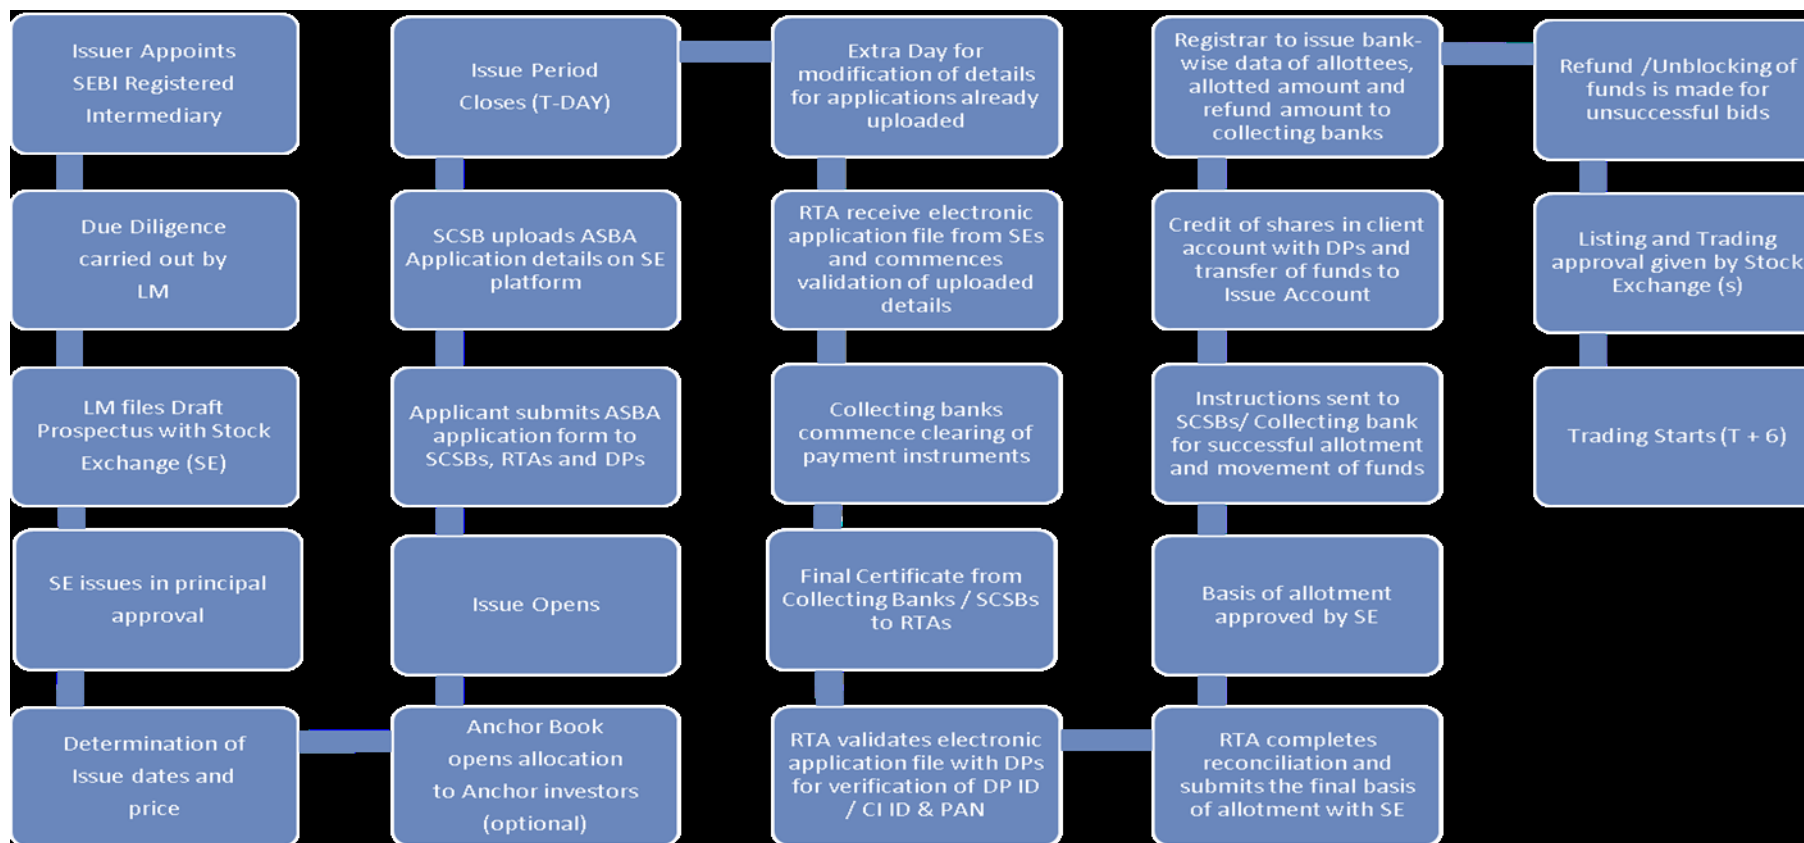 Issuer Appoints
SEBI Registered
Intermediary
Due Diligence
carried out by
LM
LM files Draft
Prospectus with Stock
Exchange (SE)
SE issues in principal
approval
Determination of
Issue dates and
price
Anchor Book
opens allocation
to Anchor investors
(optional)
Issue Opens
Applicant submits ASBA
application form to
SCSBs, RTAs and DPs
SCSB uploads ASBA
Application details on SE
platform
Issue Period
Closes (T-DAY)
Extra Day for
modification of details
for applications already
uploaded
RTA receive electronic
application file from SEs
and commences
validation of uploaded
details
Collecting banks
commence clearing of
payment instruments
Final Certificate from
Collecting Banks / SCSBs
to RTAs
RTA validates electronic
application file with DPs
for verification of DP ID
/ CI ID & PAN
RTA completes
reconciliation and
submits the final basis
of allotment with SE
Basis of allotment
approved by SE
Instructions sent to
SCSBs/ Collecting bank
for successful allotment
and movement of funds
Credit of shares in client
account with DPs and
transfer of funds to
Issue Account
Registrar to issue bank-
wise data of allottees,
allotted amount and
refund amount to
collecting banks
Refund /Unblocking of
funds is made for
unsuccessful bids
Listing and Trading
approval given by Stock
Exchange (s)
Trading Starts (T + 6)